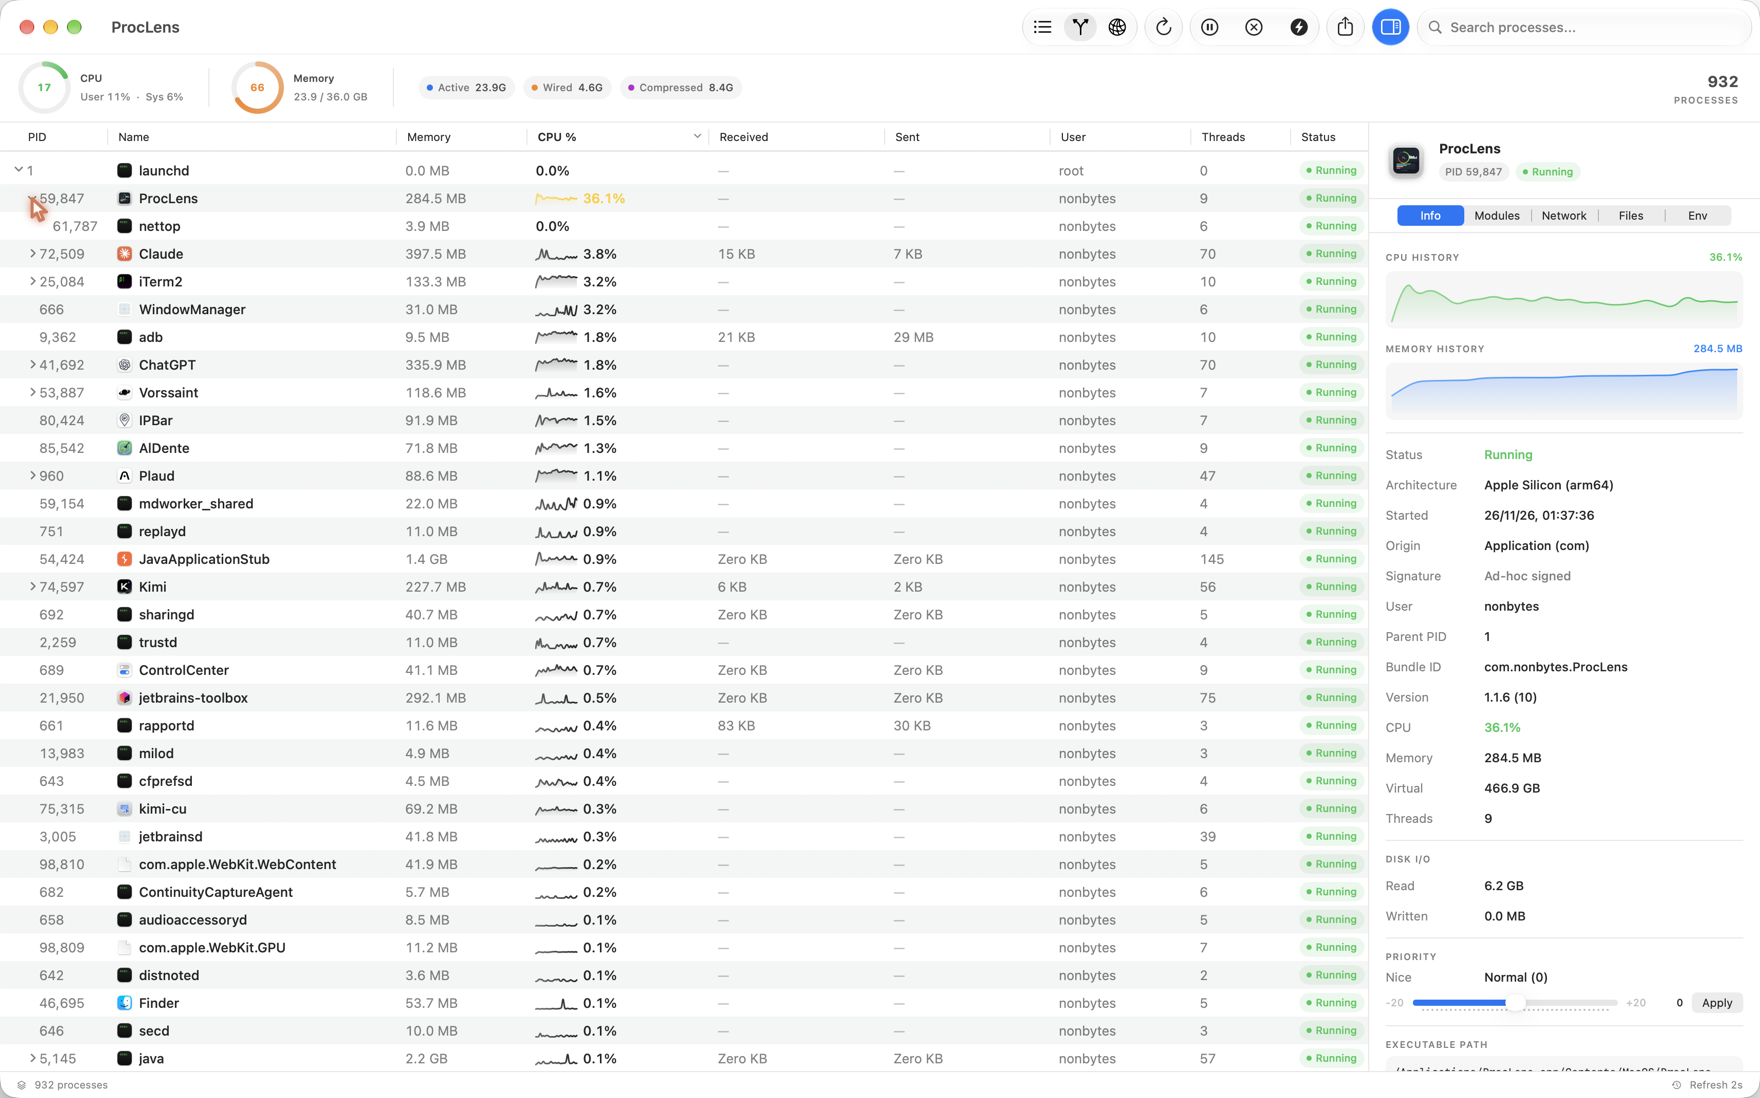 ProcLens
Search processes...
17
CPU
User 11% · Sys 6%
66
Memory
23.9 / 36.0 GB
Active 23.9G
Wired 4.6G
Compressed 8.4G
932
PROCESSES
PID Name Memory CPU % Received Sent User Threads Status
1 launchd 0.0 MB 0.0% — — root 0 Running
59,847 ProcLens 284.5 MB 36.1% — — nonbytes 9 Running
61,787 nettop 3.9 MB 0.0% — — nonbytes 6 Running
72,509 Claude 397.5 MB 3.8% 15 KB 7 KB nonbytes 70 Running
25,084 iTerm2 133.3 MB 3.2% — — nonbytes 10 Running
666 WindowManager 31.0 MB 3.2% — — nonbytes 6 Running
9,362 adb 9.5 MB 1.8% 21 KB 29 MB nonbytes 10 Running
41,692 ChatGPT 335.9 MB 1.8% — — nonbytes 70 Running
53,887 Vorssaint 118.6 MB 1.6% — — nonbytes 7 Running
80,424 IPBar 91.9 MB 1.5% — — nonbytes 7 Running
85,542 AlDente 71.8 MB 1.3% — — nonbytes 9 Running
960 Plaud 88.6 MB 1.1% — — nonbytes 47 Running
59,154 mdworker_shared 22.0 MB 0.9% — — nonbytes 4 Running
751 replayd 11.0 MB 0.9% — — nonbytes 4 Running
54,424 JavaApplicationStub 1.4 GB 0.9% Zero KB Zero KB nonbytes 145 Running
74,597 Kimi 227.7 MB 0.7% 6 KB 2 KB nonbytes 56 Running
692 sharingd 40.7 MB 0.7% Zero KB Zero KB nonbytes 5 Running
2,259 trustd 11.0 MB 0.7% — — nonbytes 4 Running
689 ControlCenter 41.1 MB 0.7% Zero KB Zero KB nonbytes 9 Running
21,950 jetbrains-toolbox 292.1 MB 0.5% Zero KB Zero KB nonbytes 75 Running
661 rapportd 11.6 MB 0.4% 83 KB 30 KB nonbytes 3 Running
13,983 milod 4.9 MB 0.4% — — nonbytes 3 Running
643 cfprefsd 4.5 MB 0.4% — — nonbytes 4 Running
75,315 kimi-cu 69.2 MB 0.3% — — nonbytes 6 Running
3,005 jetbrainsd 41.8 MB 0.3% — — nonbytes 39 Running
98,810 com.apple.WebKit.WebContent 41.9 MB 0.2% — — nonbytes 5 Running
682 ContinuityCaptureAgent 5.7 MB 0.2% — — nonbytes 6 Running
658 audioaccessoryd 8.5 MB 0.1% — — nonbytes 5 Running
98,809 com.apple.WebKit.GPU 11.2 MB 0.1% — — nonbytes 7 Running
642 distnoted 3.6 MB 0.1% — — nonbytes 2 Running
46,695 Finder 53.7 MB 0.1% — — nonbytes 5 Running
646 secd 10.0 MB 0.1% — — nonbytes 3 Running
5,145 java 2.2 GB 0.1% Zero KB Zero KB nonbytes 57 Running
932 processes
ProcLens
PID 59,847 Running
Info Modules Network Files Env
CPU HISTORY 36.1%
MEMORY HISTORY 284.5 MB
Status Running
Architecture Apple Silicon (arm64)
Started 26/11/26, 01:37:36
Origin Application (com)
Signature Ad-hoc signed
User nonbytes
Parent PID 1
Bundle ID com.nonbytes.ProcLens
Version 1.1.6 (10)
CPU 36.1%
Memory 284.5 MB
Virtual 466.9 GB
Threads 9
DISK I/O
Read 6.2 GB
Written 0.0 MB
PRIORITY
Nice Normal (0)
-20 +20 0 Apply
EXECUTABLE PATH
Refresh 2s